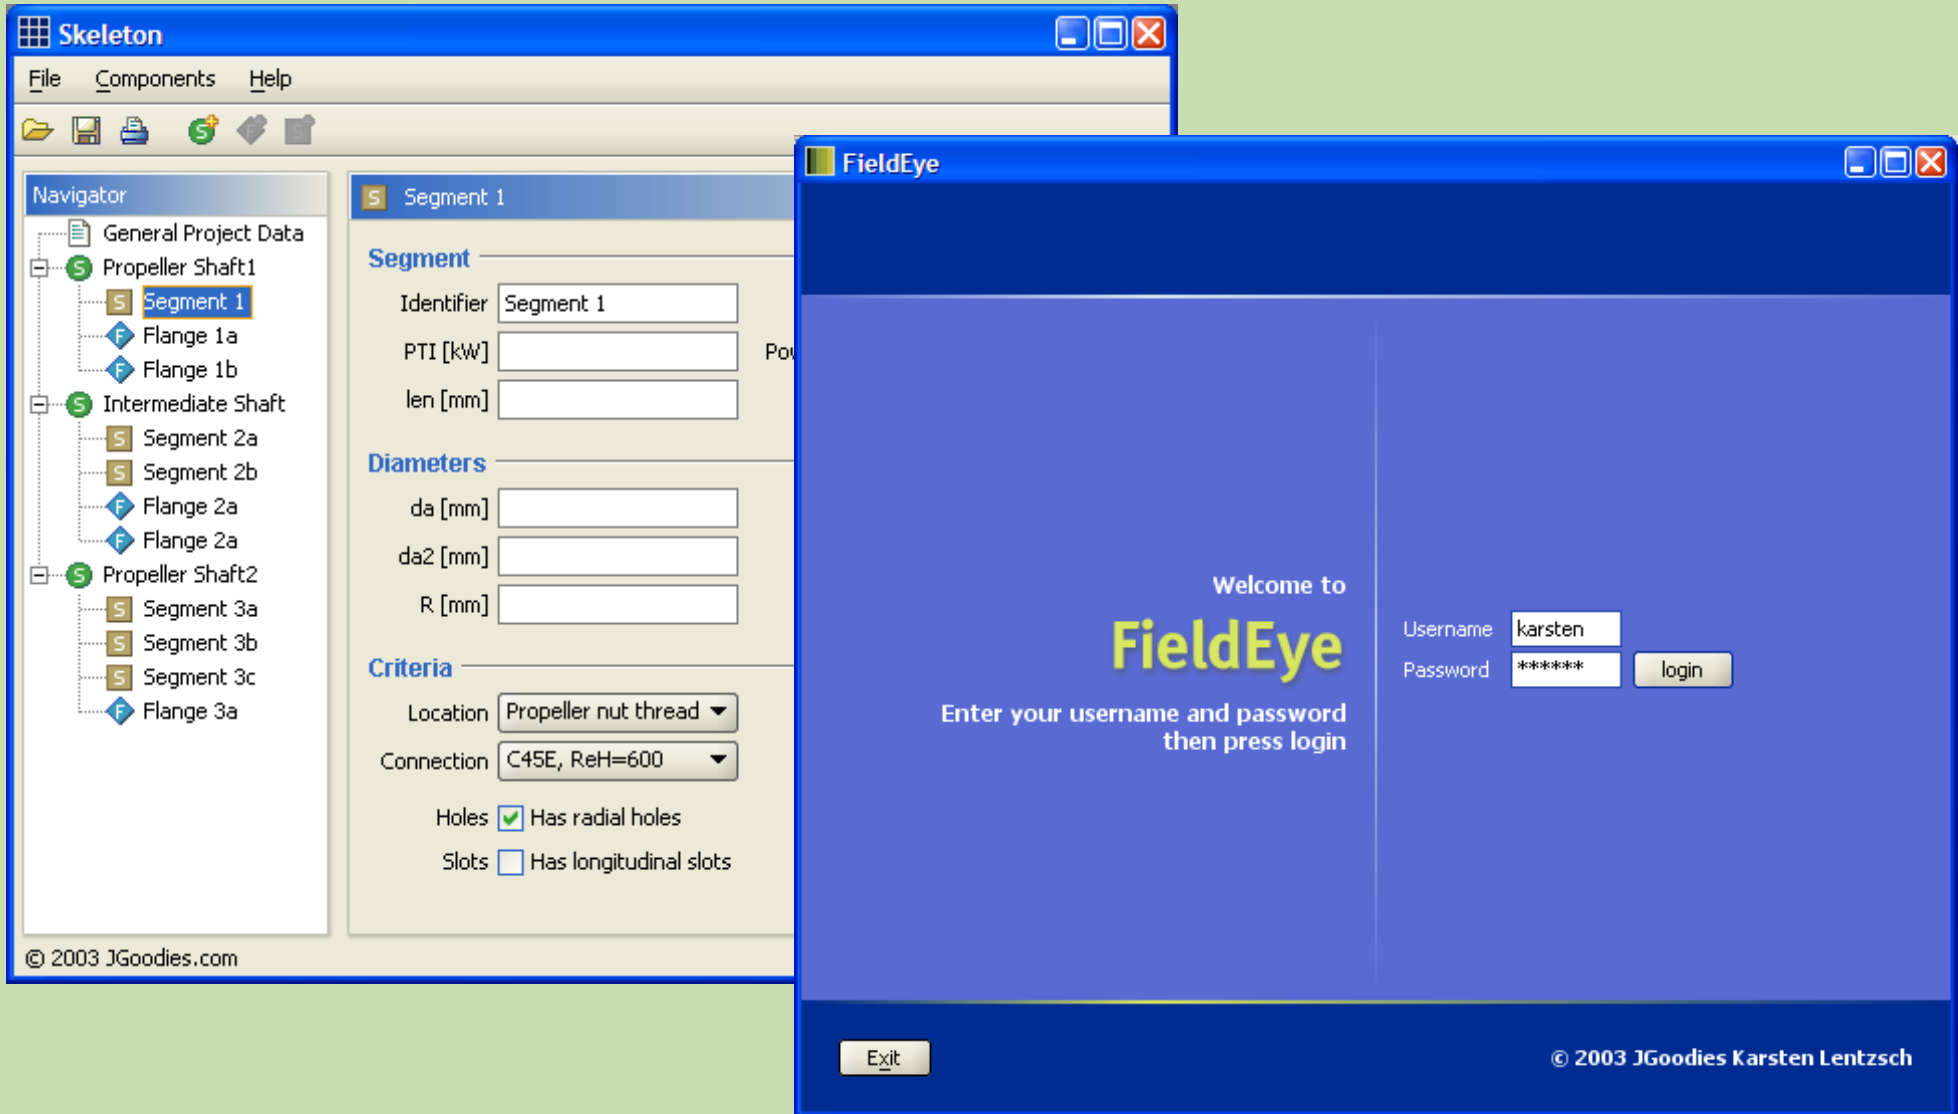 Skeleton
File Components Help
Navigator
General Project Data
Propeller Shaft1
Segment 1
Flange 1a
Flange 1b
Intermediate Shaft
Segment 2a
Segment 2b
Flange 2a
Flange 2a
Propeller Shaft2
Segment 3a
Segment 3b
Segment 3c
Flange 3a
S Segment 1
Segment
Identifier Segment 1
PTI [kW]
len [mm]
Diameters
da [mm]
da2 [mm]
R [mm]
Criteria
Location Propeller nut thread
Connection C45E, ReH=600
Holes Has radial holes
Slots Has longitudinal slots
© 2003 JGoodies.com
FieldEye
Welcome to
FieldEye
Enter your username and password
then press login
Username karsten
Password ******
login
Exit
© 2003 JGoodies Karsten Lentzsch